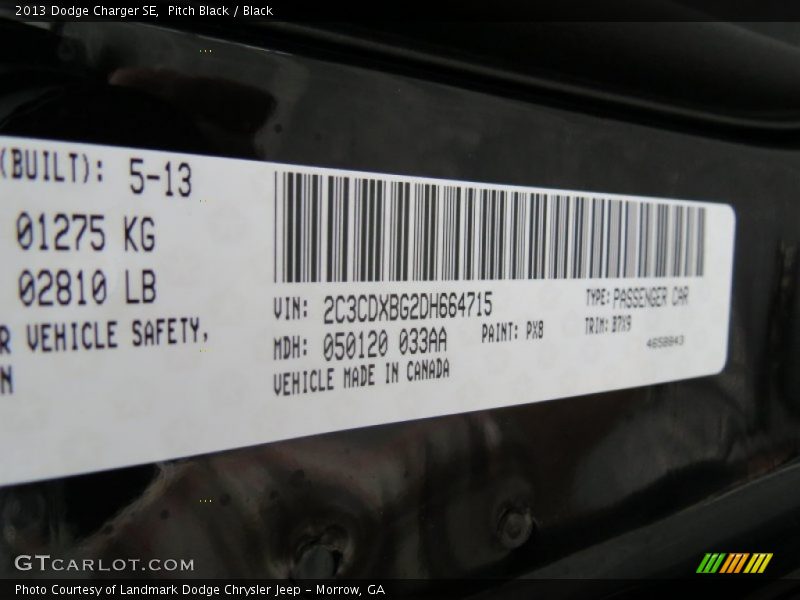 2013 Dodge Charger SE, Pitch Black / Black
(BUILT): 5-13
01275 KG
02810 LB
R VEHICLE SAFETY,
N
VIN: 2C3CDXBG2DH664715
TYPE: PASSENGER CAR
MDH: 050120 033AA
PAINT: PX8
TRIM: B7X9
VEHICLE MADE IN CANADA
4658843
GTCARLOT.COM
Photo Courtesy of Landmark Dodge Chrysler Jeep - Morrow, GA